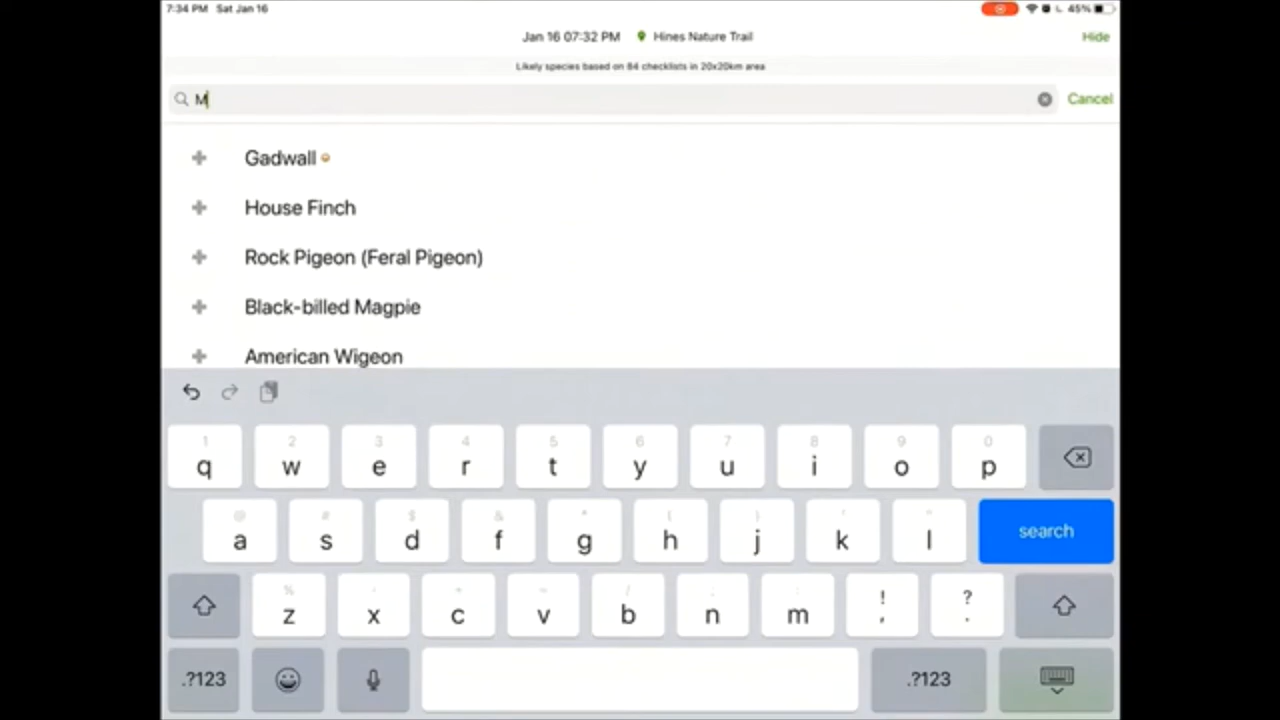 7:34 PM Sat Jan 16
45%
Jan 16 07:32 PM Hines Nature Trail
Hide
Likely species based on 84 checklists in 20x20km area
M
Cancel
Gadwall
House Finch
Rock Pigeon (Feral Pigeon)
Black-billed Magpie
American Wigeon
1 2 3 4 5 6 7 8 9 0
q w e r t y u i o p
@ # $ & * ( ) ' "
a s d f g h j k l search
z x c v b n m ! , ? .
.?123 .?123